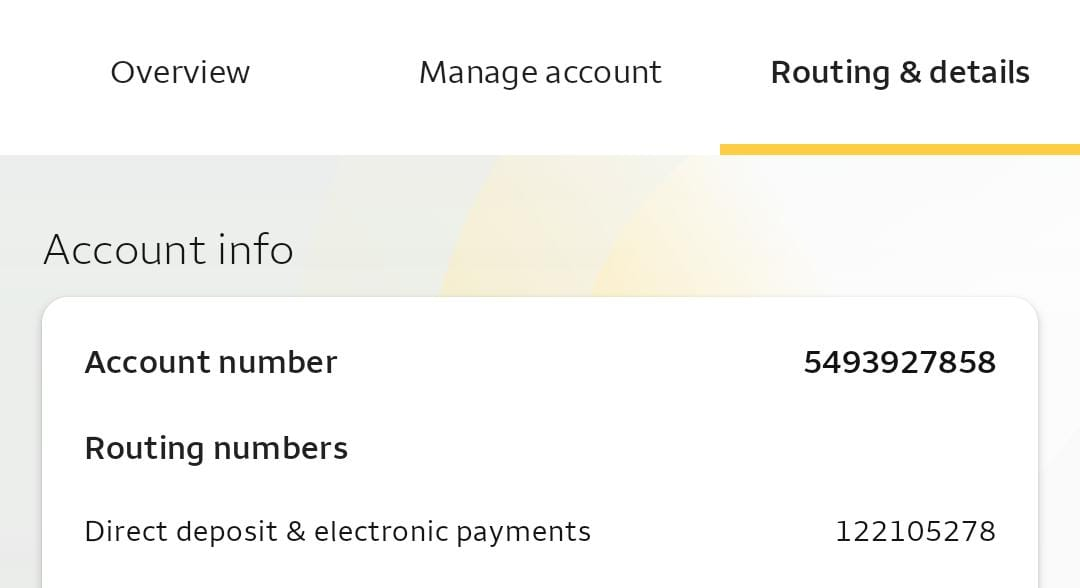 Overview Manage account Routing & details
Account info
Account number 5493927858
Routing numbers
Direct deposit & electronic payments 122105278